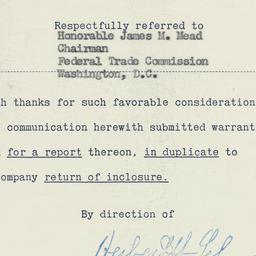 Respectfully referred to
Honorable James M. Mead
Chairman
Federal Trade Commission
Washington, D.C.
h thanks for such favorable consideration
communication herewith submitted warrant
for a report thereon, in duplicate to
ompany return of inclosure.
By direction of